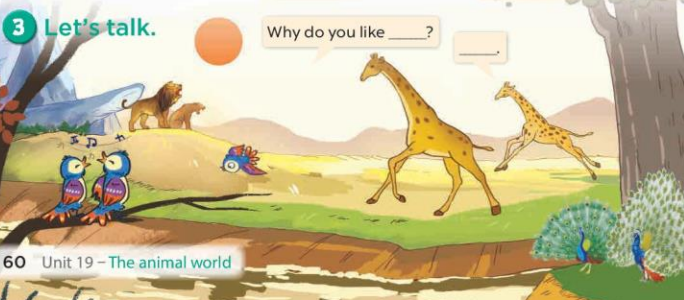 3 Let's talk.
Why do you like _____?
_____.
60 Unit 19 – The animal world